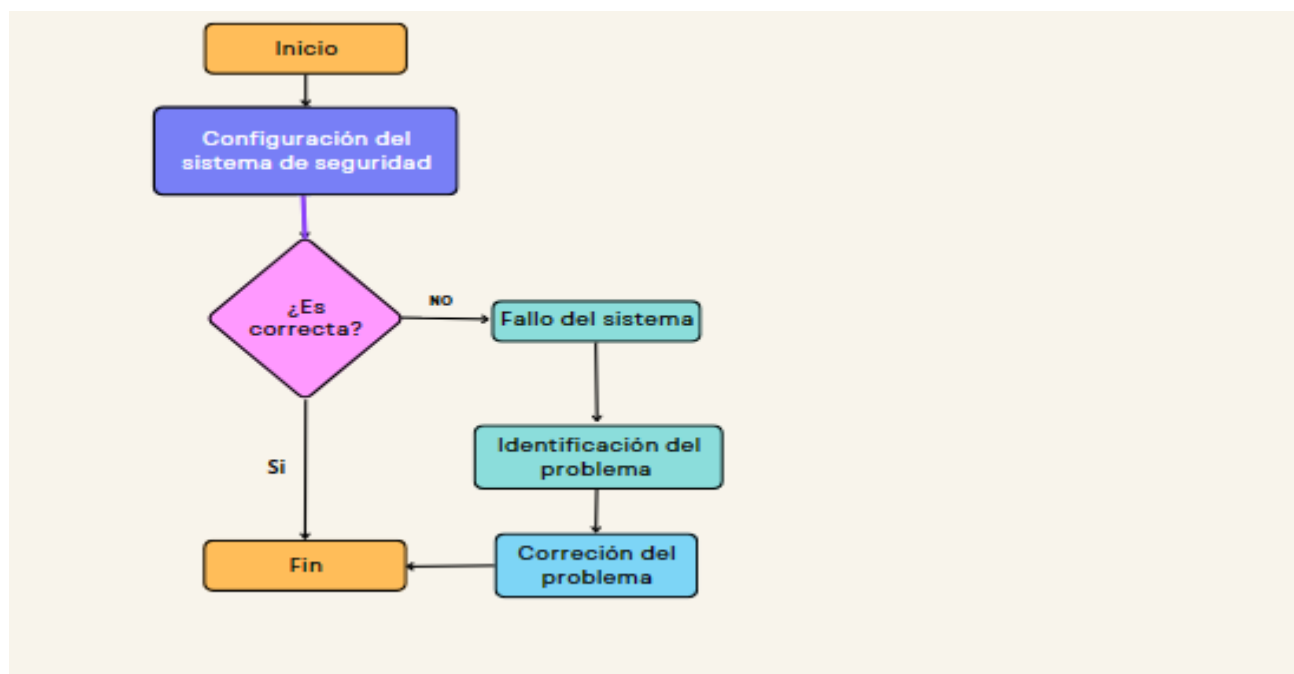 Inicio
Configuración del
sistema de seguridad
¿Es
correcta?
NO
Fallo del sistema
Identificación del
problema
Si
Fin
Correción del
problema